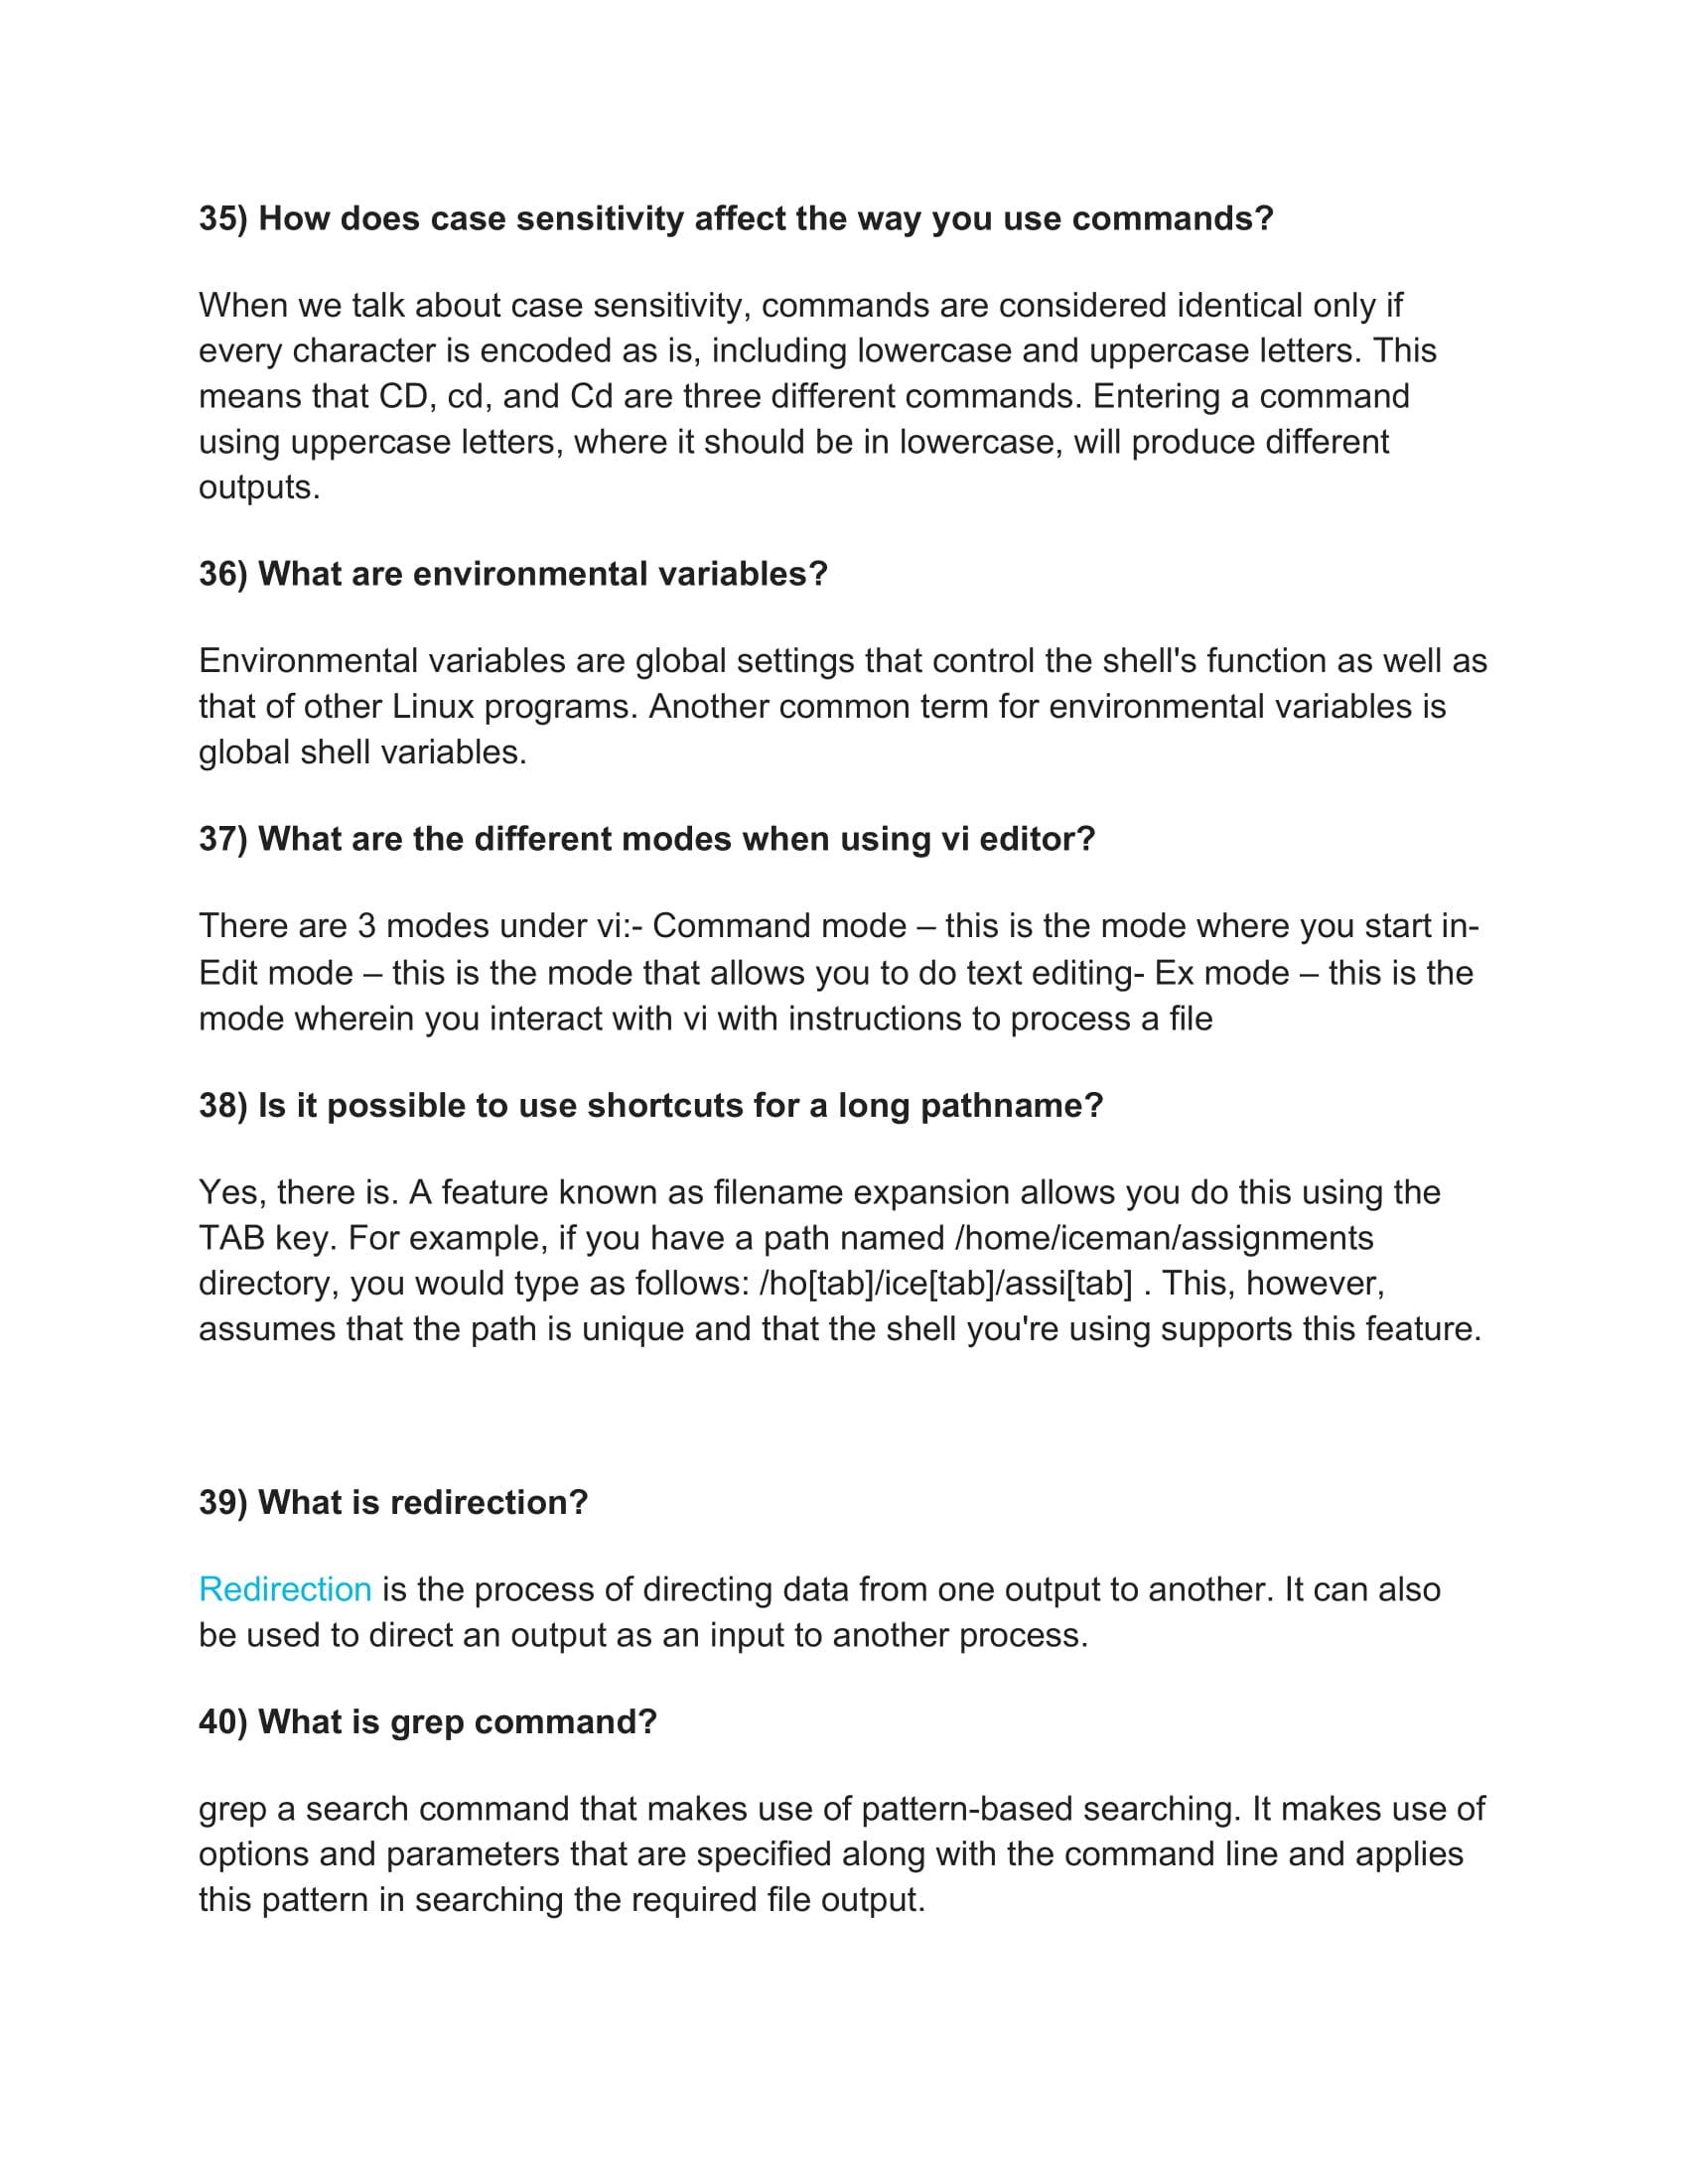 35) How does case sensitivity affect the way you use commands?
When we talk about case sensitivity, commands are considered identical only if
every character is encoded as is, including lowercase and uppercase letters. This
means that CD, cd, and Cd are three different commands. Entering a command
using uppercase letters, where it should be in lowercase, will produce different
outputs.
36) What are environmental variables?
Environmental variables are global settings that control the shell's function as well as
that of other Linux programs. Another common term for environmental variables is
global shell variables.
37) What are the different modes when using vi editor?
There are 3 modes under vi:- Command mode – this is the mode where you start in-
Edit mode – this is the mode that allows you to do text editing- Ex mode – this is the
mode wherein you interact with vi with instructions to process a file
38) Is it possible to use shortcuts for a long pathname?
Yes, there is. A feature known as filename expansion allows you do this using the
TAB key. For example, if you have a path named /home/iceman/assignments
directory, you would type as follows: /ho[tab]/ice[tab]/assi[tab] . This, however,
assumes that the path is unique and that the shell you're using supports this feature.
39) What is redirection?
Redirection is the process of directing data from one output to another. It can also
be used to direct an output as an input to another process.
40) What is grep command?
grep a search command that makes use of pattern-based searching. It makes use of
options and parameters that are specified along with the command line and applies
this pattern in searching the required file output.